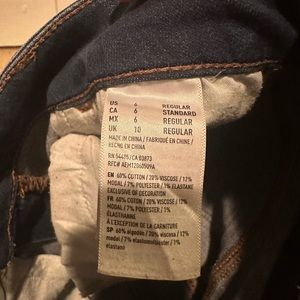 US 6 REGULAR
CA 6 STANDARD
MX 6 REGULAR
UK 10 REGULAR
MADE IN CHINA / FABRIQUÉ EN CHINE /
HECHO EN CHINA
RN 54485 / CA 03873
RFC# AEM1206D509A
EN 60% COTTON / 20% VISCOSE / 12%
MODAL / 7% POLYESTER / 1% ELASTANE
EXCLUSIVE OF DECORATION
FR 60% COTON / 20% VISCOSE / 12%
MODAL / 7% POLYESTER / 1%
ÉLASTHANNE
À L'EXCEPTION DE LA GARNITURE
SP 60% algodón / 20% viscosa / 12%
modal / 7% / 1%
elastano